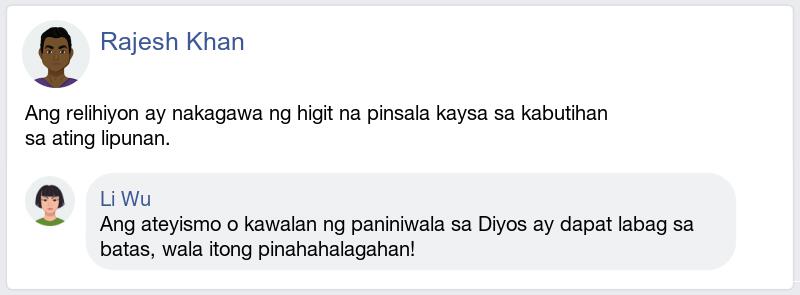 Rajesh Khan
Ang relihiyon ay nakagawa ng higit na pinsala kaysa sa kabutihan
sa ating lipunan.
Li Wu
Ang ateyismo o kawalan ng paniniwala sa Diyos ay dapat labag sa
batas, wala itong pinahahalagahan!